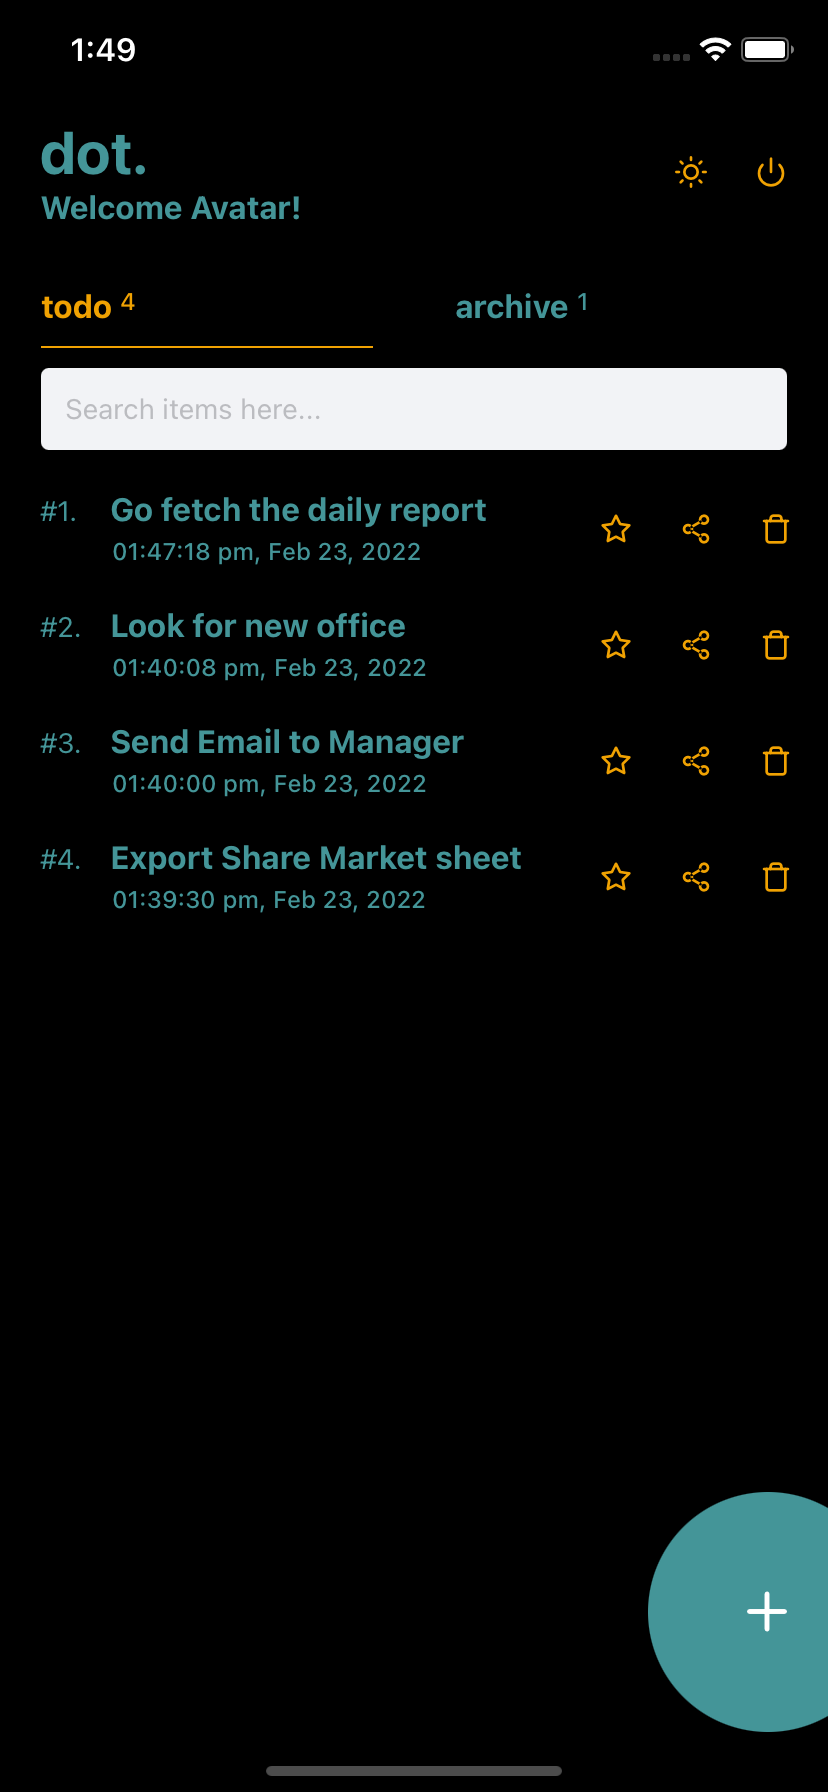 1:49
dot.
Welcome Avatar!
todo 4
archive 1
Search items here...
#1. Go fetch the daily report
01:47:18 pm, Feb 23, 2022
#2. Look for new office
01:40:08 pm, Feb 23, 2022
#3. Send Email to Manager
01:40:00 pm, Feb 23, 2022
#4. Export Share Market sheet
01:39:30 pm, Feb 23, 2022